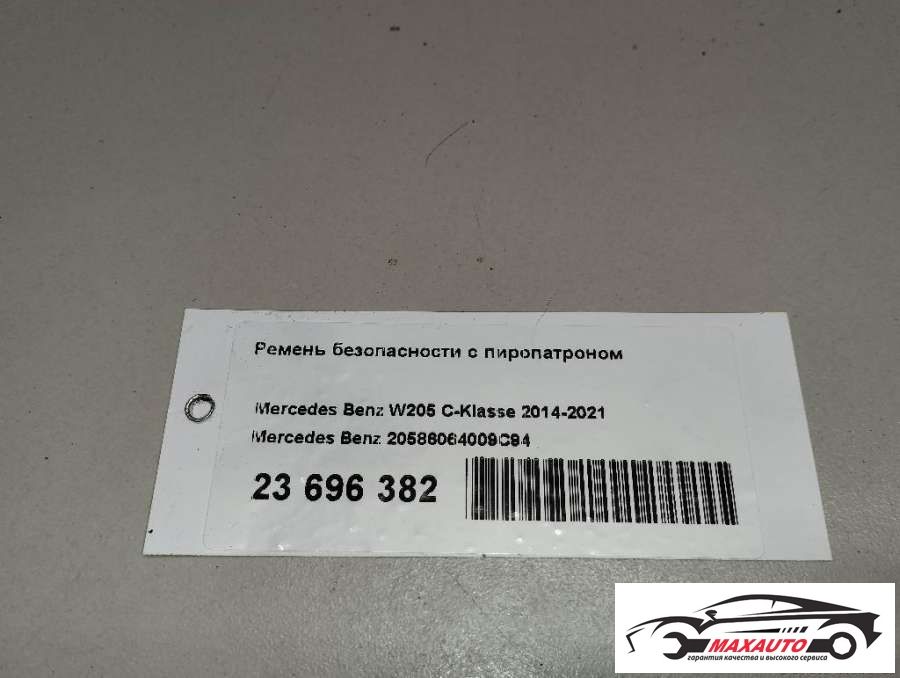 Ремень безопасности с пиропатроном
Mercedes Benz W205 C-Klasse 2014-2021
Mercedes Benz 20586064009C94
23 696 382
MAXAUTO
гарантия качества и высокого сервиса